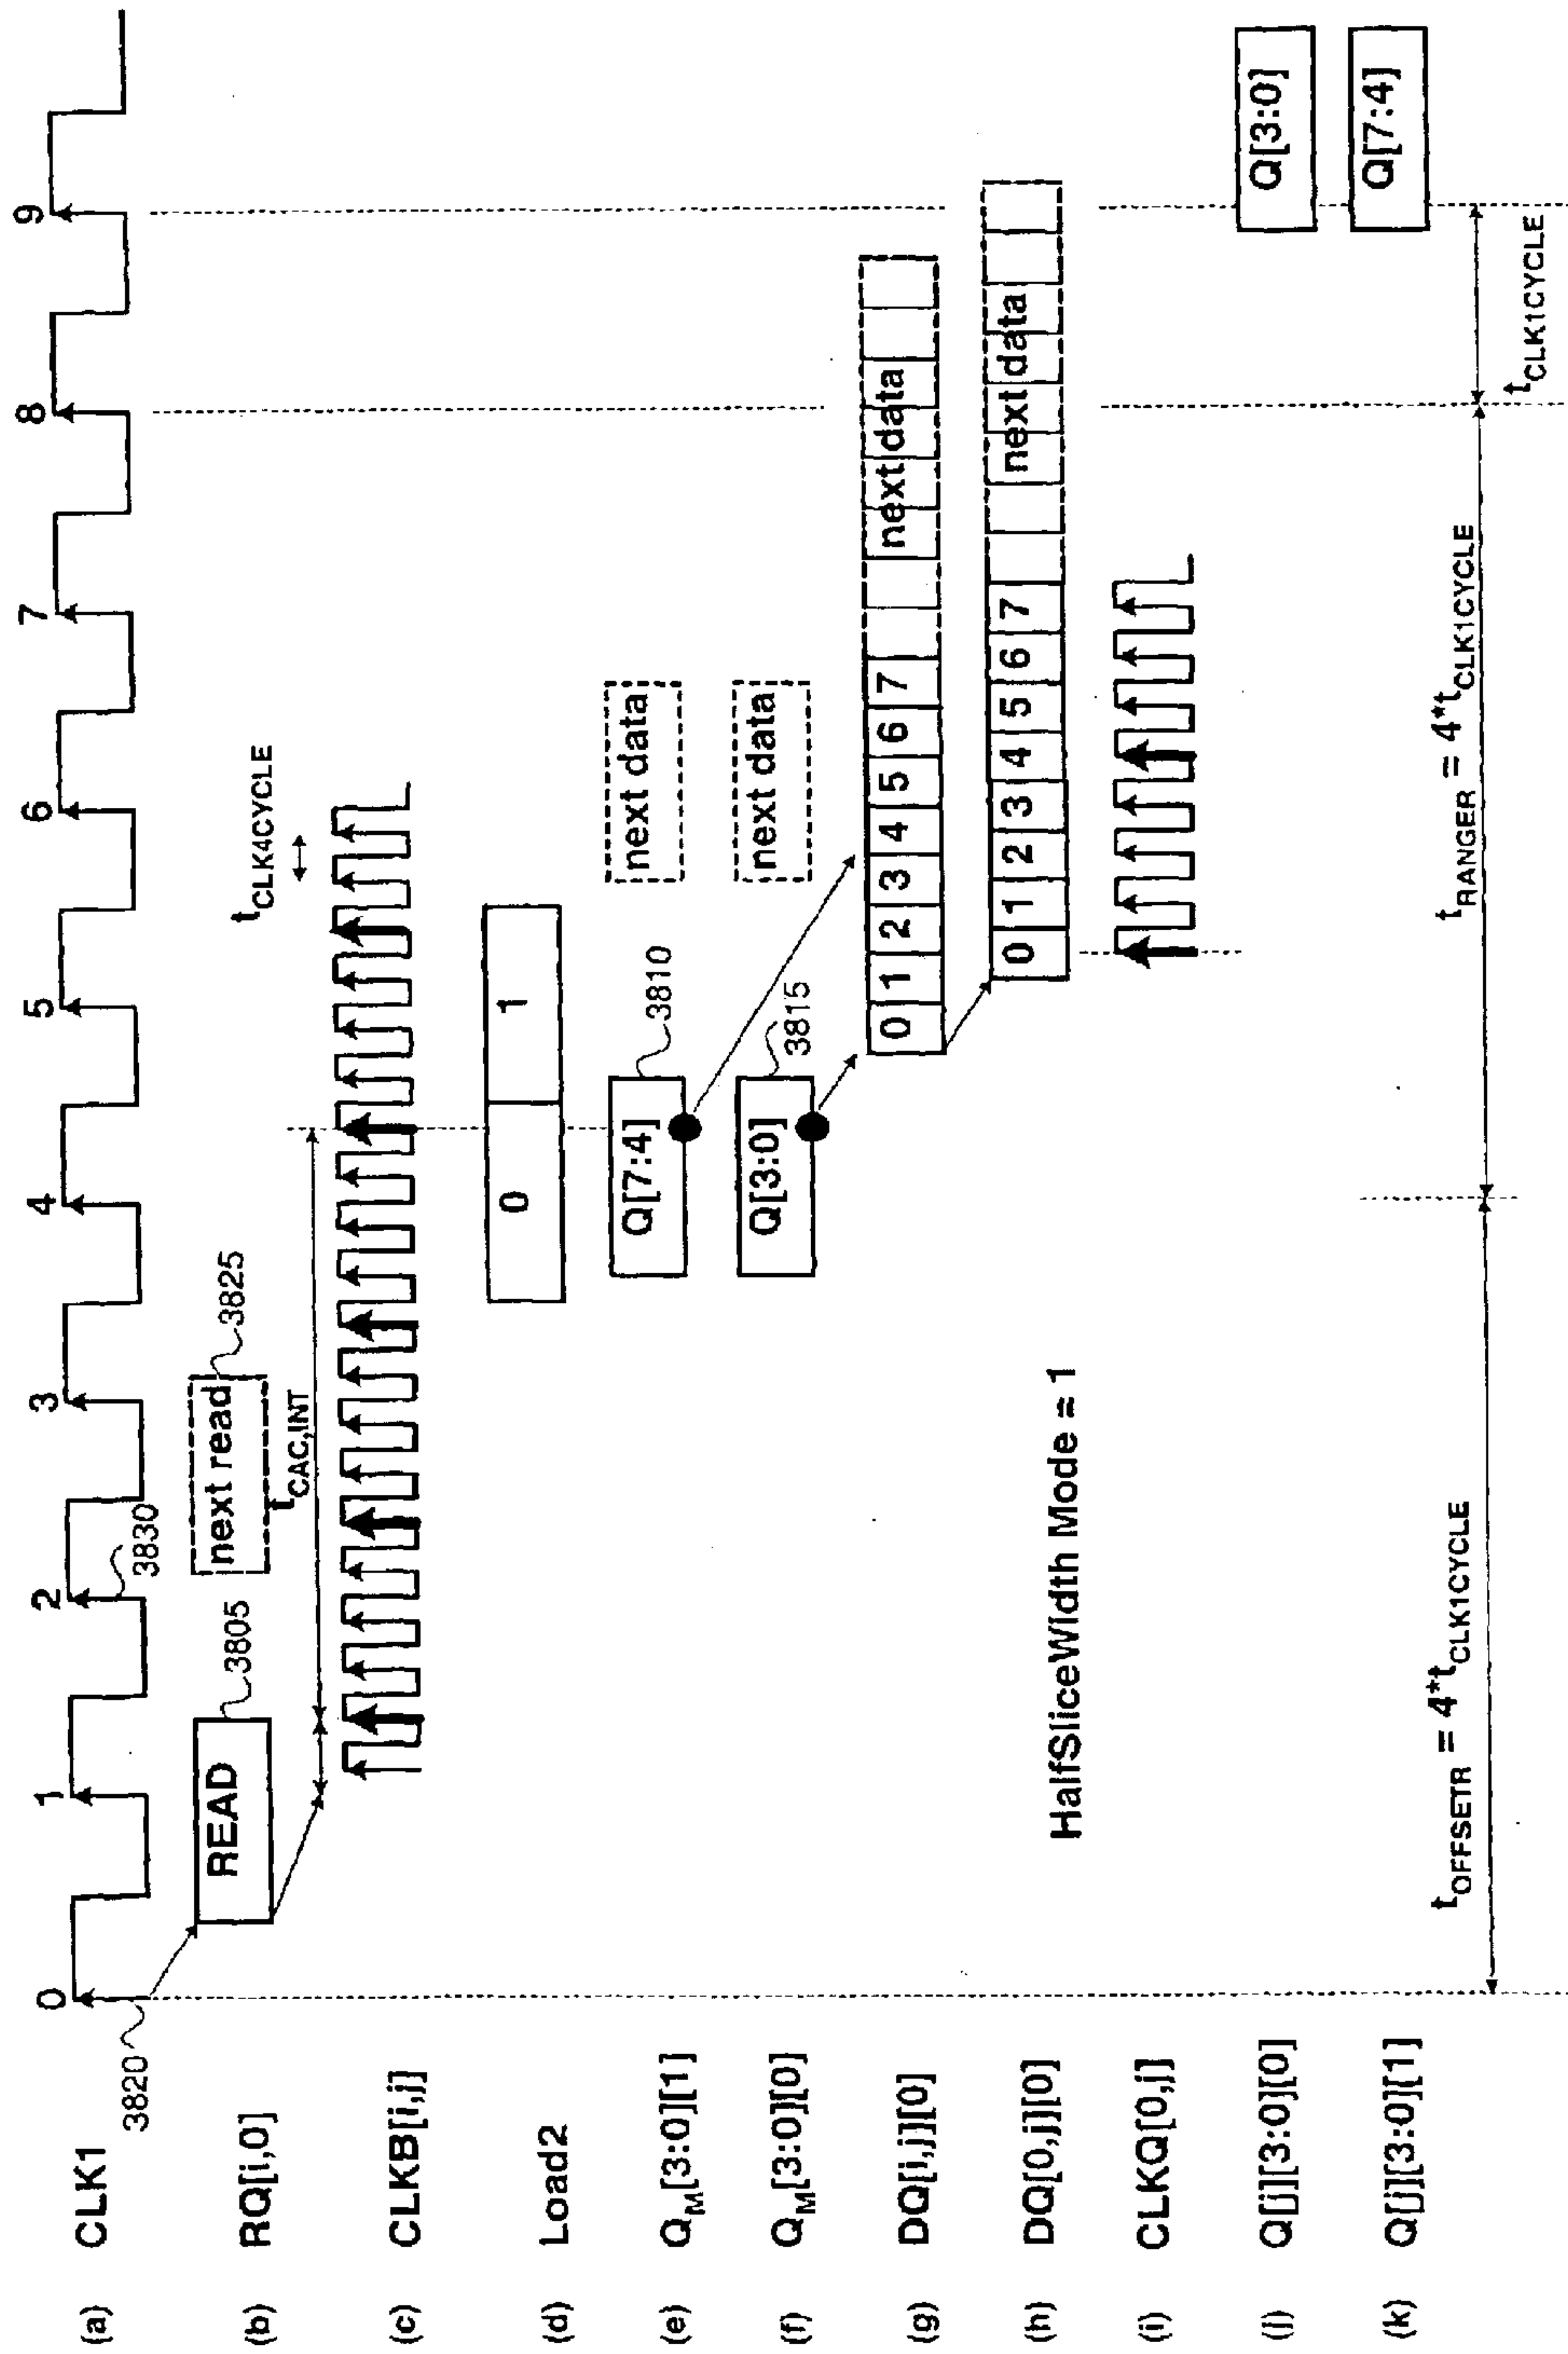 0 1 2 3 4 5 6 7 8 9
(a) CLK1
3820
3830
(b) RQ[i,0]
READ
3805
next read
3825
tCAC,INT
tCLK4CYCLE
(c) CLKB[i,j]
(d) Load2
0 1
(e) QM[3:0][1]
Q[7:4]
3810
next data
(f) QM[3:0][0]
Q[3:0]
3815
next data
(g) DQ[i,j][0]
0 1 2 3 4 5 6 7 next data
(h) DQ[0,j][0]
0 1 2 3 4 5 6 7 next data
HalfSliceWidth Mode = 1
(i) CLKQ[0,j]
(j) Q[j][3:0][0]
Q[3:0]
(k) Q[j][3:0][1]
Q[7:4]
tOFFSETR = 4*tCLK1CYCLE
tRANGER = 4*tCLK1CYCLE
tCLK1CYCLE